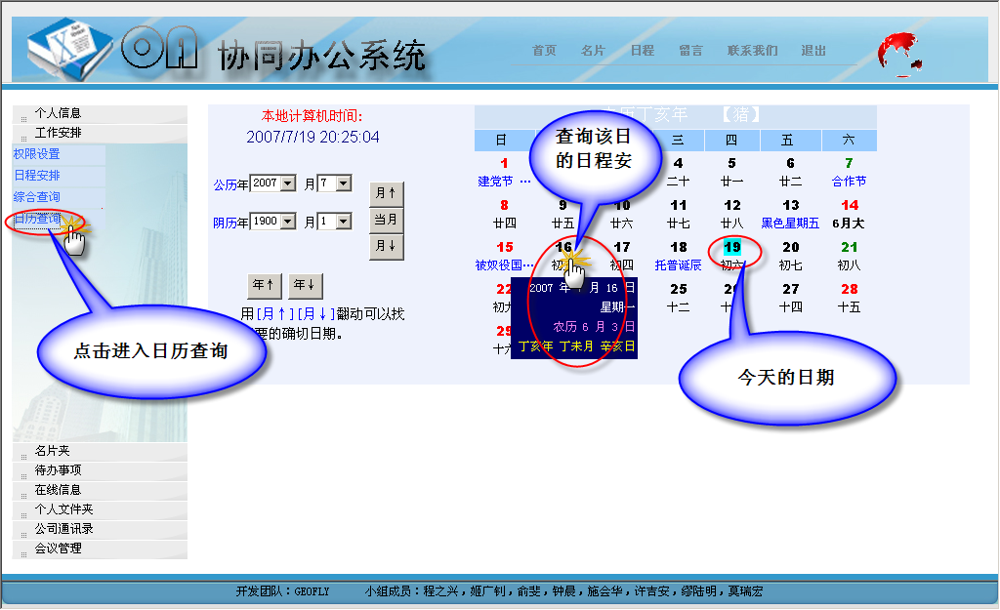 OA 协同办公系统
首页 名片 日程 留言 联系我们 退出
个人信息
工作安排
权限设置
日程安排
综合查询
日历查询
名片夹
待办事项
在线信息
个人文件夹
公司通讯录
会议管理
点击进入日历查询
本地计算机时间:
2007/7/19 20:25:04
公历年 2007 月 7
阴历年 1900 月 1
月↑
当月
月↓
年↑ 年↓
用[月↑][月↓]翻动可以找
要的确切日期。
农历丁亥年 【猪】
查询该日
的日程安
日 三 四 五 六
1 4 5 6 7
建党节 … 二十 廿一 廿二 合作节
8 9 10 11 12 13 14
廿四 廿五 廿六 廿七 廿八 黑色星期五 6月大
15 16 17 18 19 20 21
被奴役国… 初 初四 托普诞辰 初六 初七 初八
22 25 26 27 28
初九 十二 十四 十五
29
十六
2007 年 月 16 日
星期一
农历 6 月 3 日
丁亥年 丁未月 辛亥日
今天的日期
开发团队：GEOFLY 小组成员：程之兴，姬广钊，俞斐，钟晨，施会华，许吉安，缪陆明，莫瑞宏